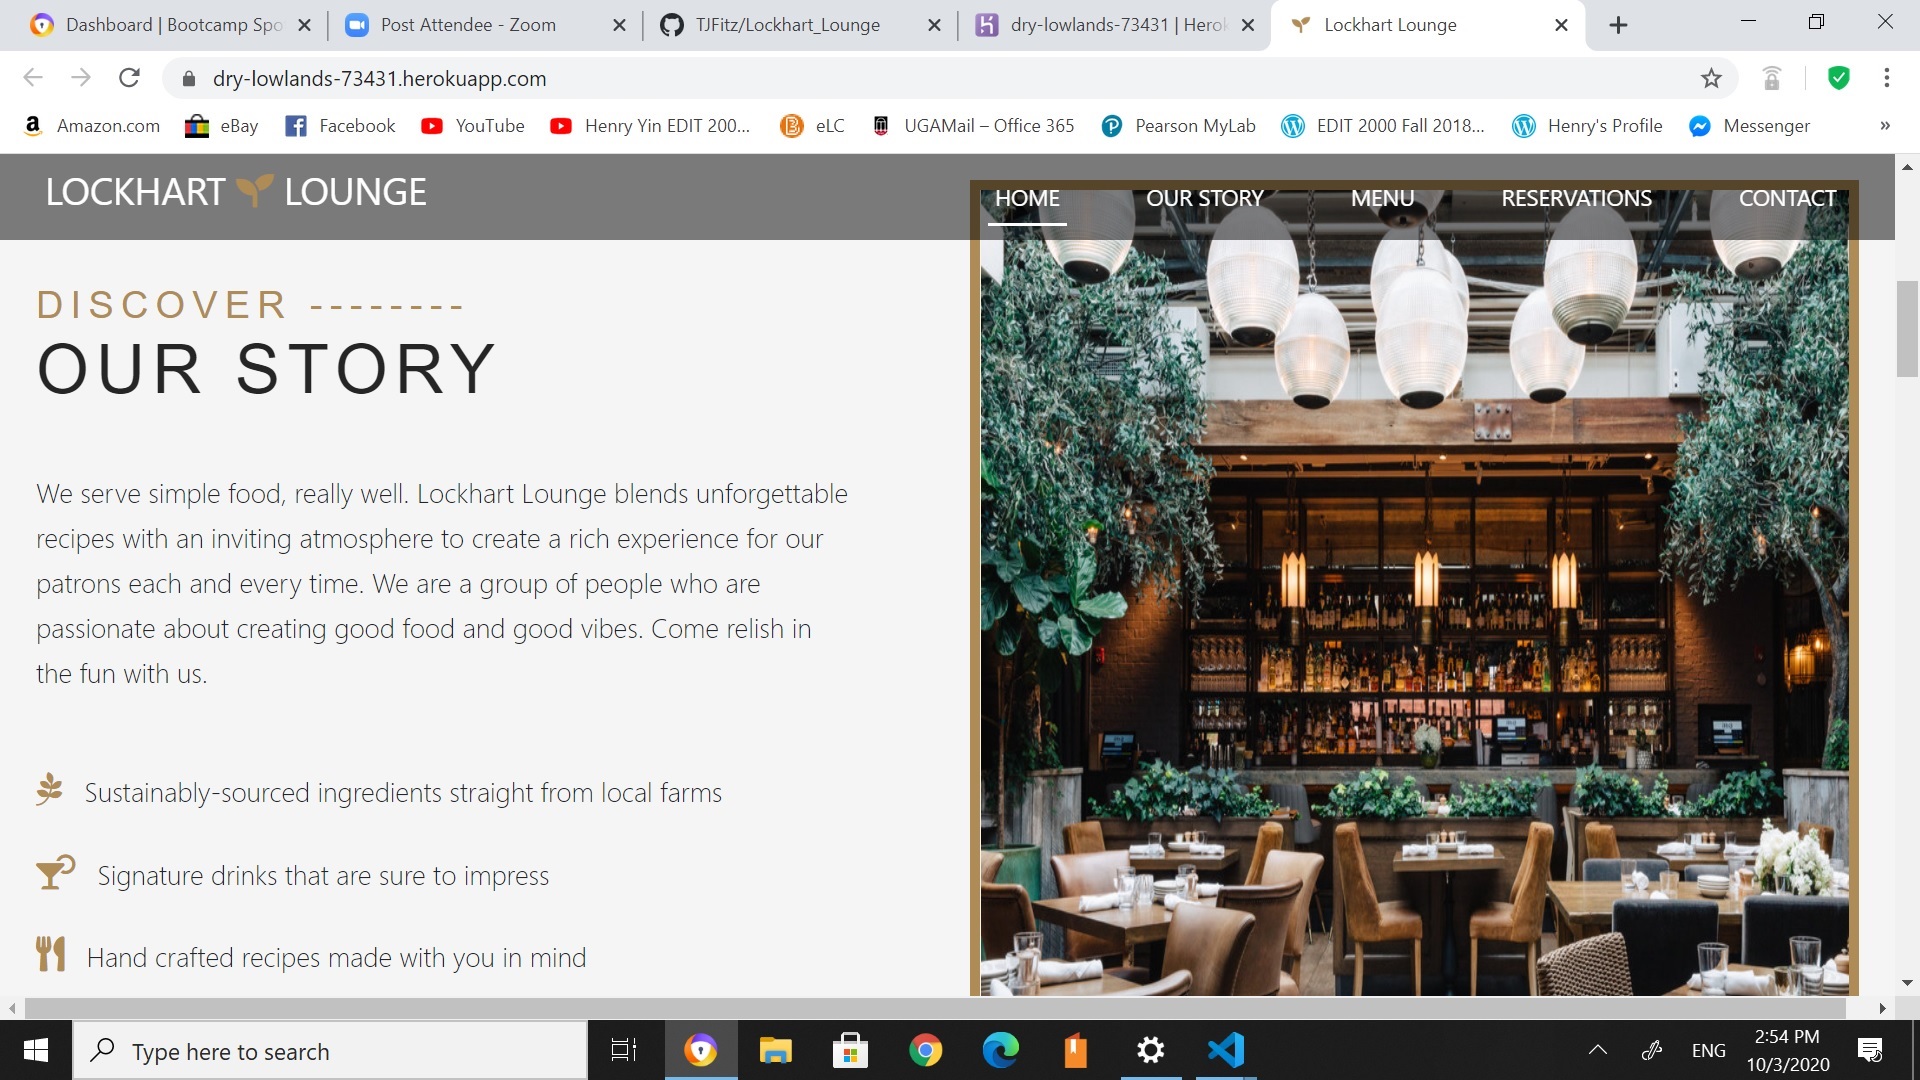 Dashboard | Bootcamp Spo
Post Attendee - Zoom
TJFitz/Lockhart_Lounge
dry-lowlands-73431 | Herok
Lockhart Lounge
dry-lowlands-73431.herokuapp.com
Amazon.com
eBay
Facebook
YouTube
Henry Yin EDIT 200...
eLC
UGAMail – Office 365
Pearson MyLab
EDIT 2000 Fall 2018...
Henry's Profile
Messenger
»
LOCKHART LOUNGE
HOME
OUR STORY
MENU
RESERVATIONS
CONTACT
DISCOVER --------
OUR STORY
We serve simple food, really well. Lockhart Lounge blends unforgettable
recipes with an inviting atmosphere to create a rich experience for our
patrons each and every time. We are a group of people who are
passionate about creating good food and good vibes. Come relish in
the fun with us.
Sustainably-sourced ingredients straight from local farms
Signature drinks that are sure to impress
Hand crafted recipes made with you in mind
Type here to search
ENG
2:54 PM
10/3/2020